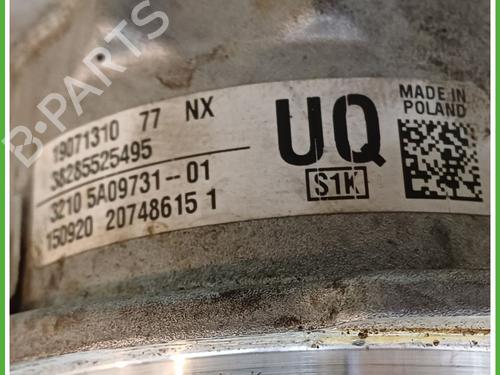 B-PARTS
19071310 77 NX
38285525495
3210 5A09731-01
150920 20748615 1
UQ
S1K
MADE IN
POLAND